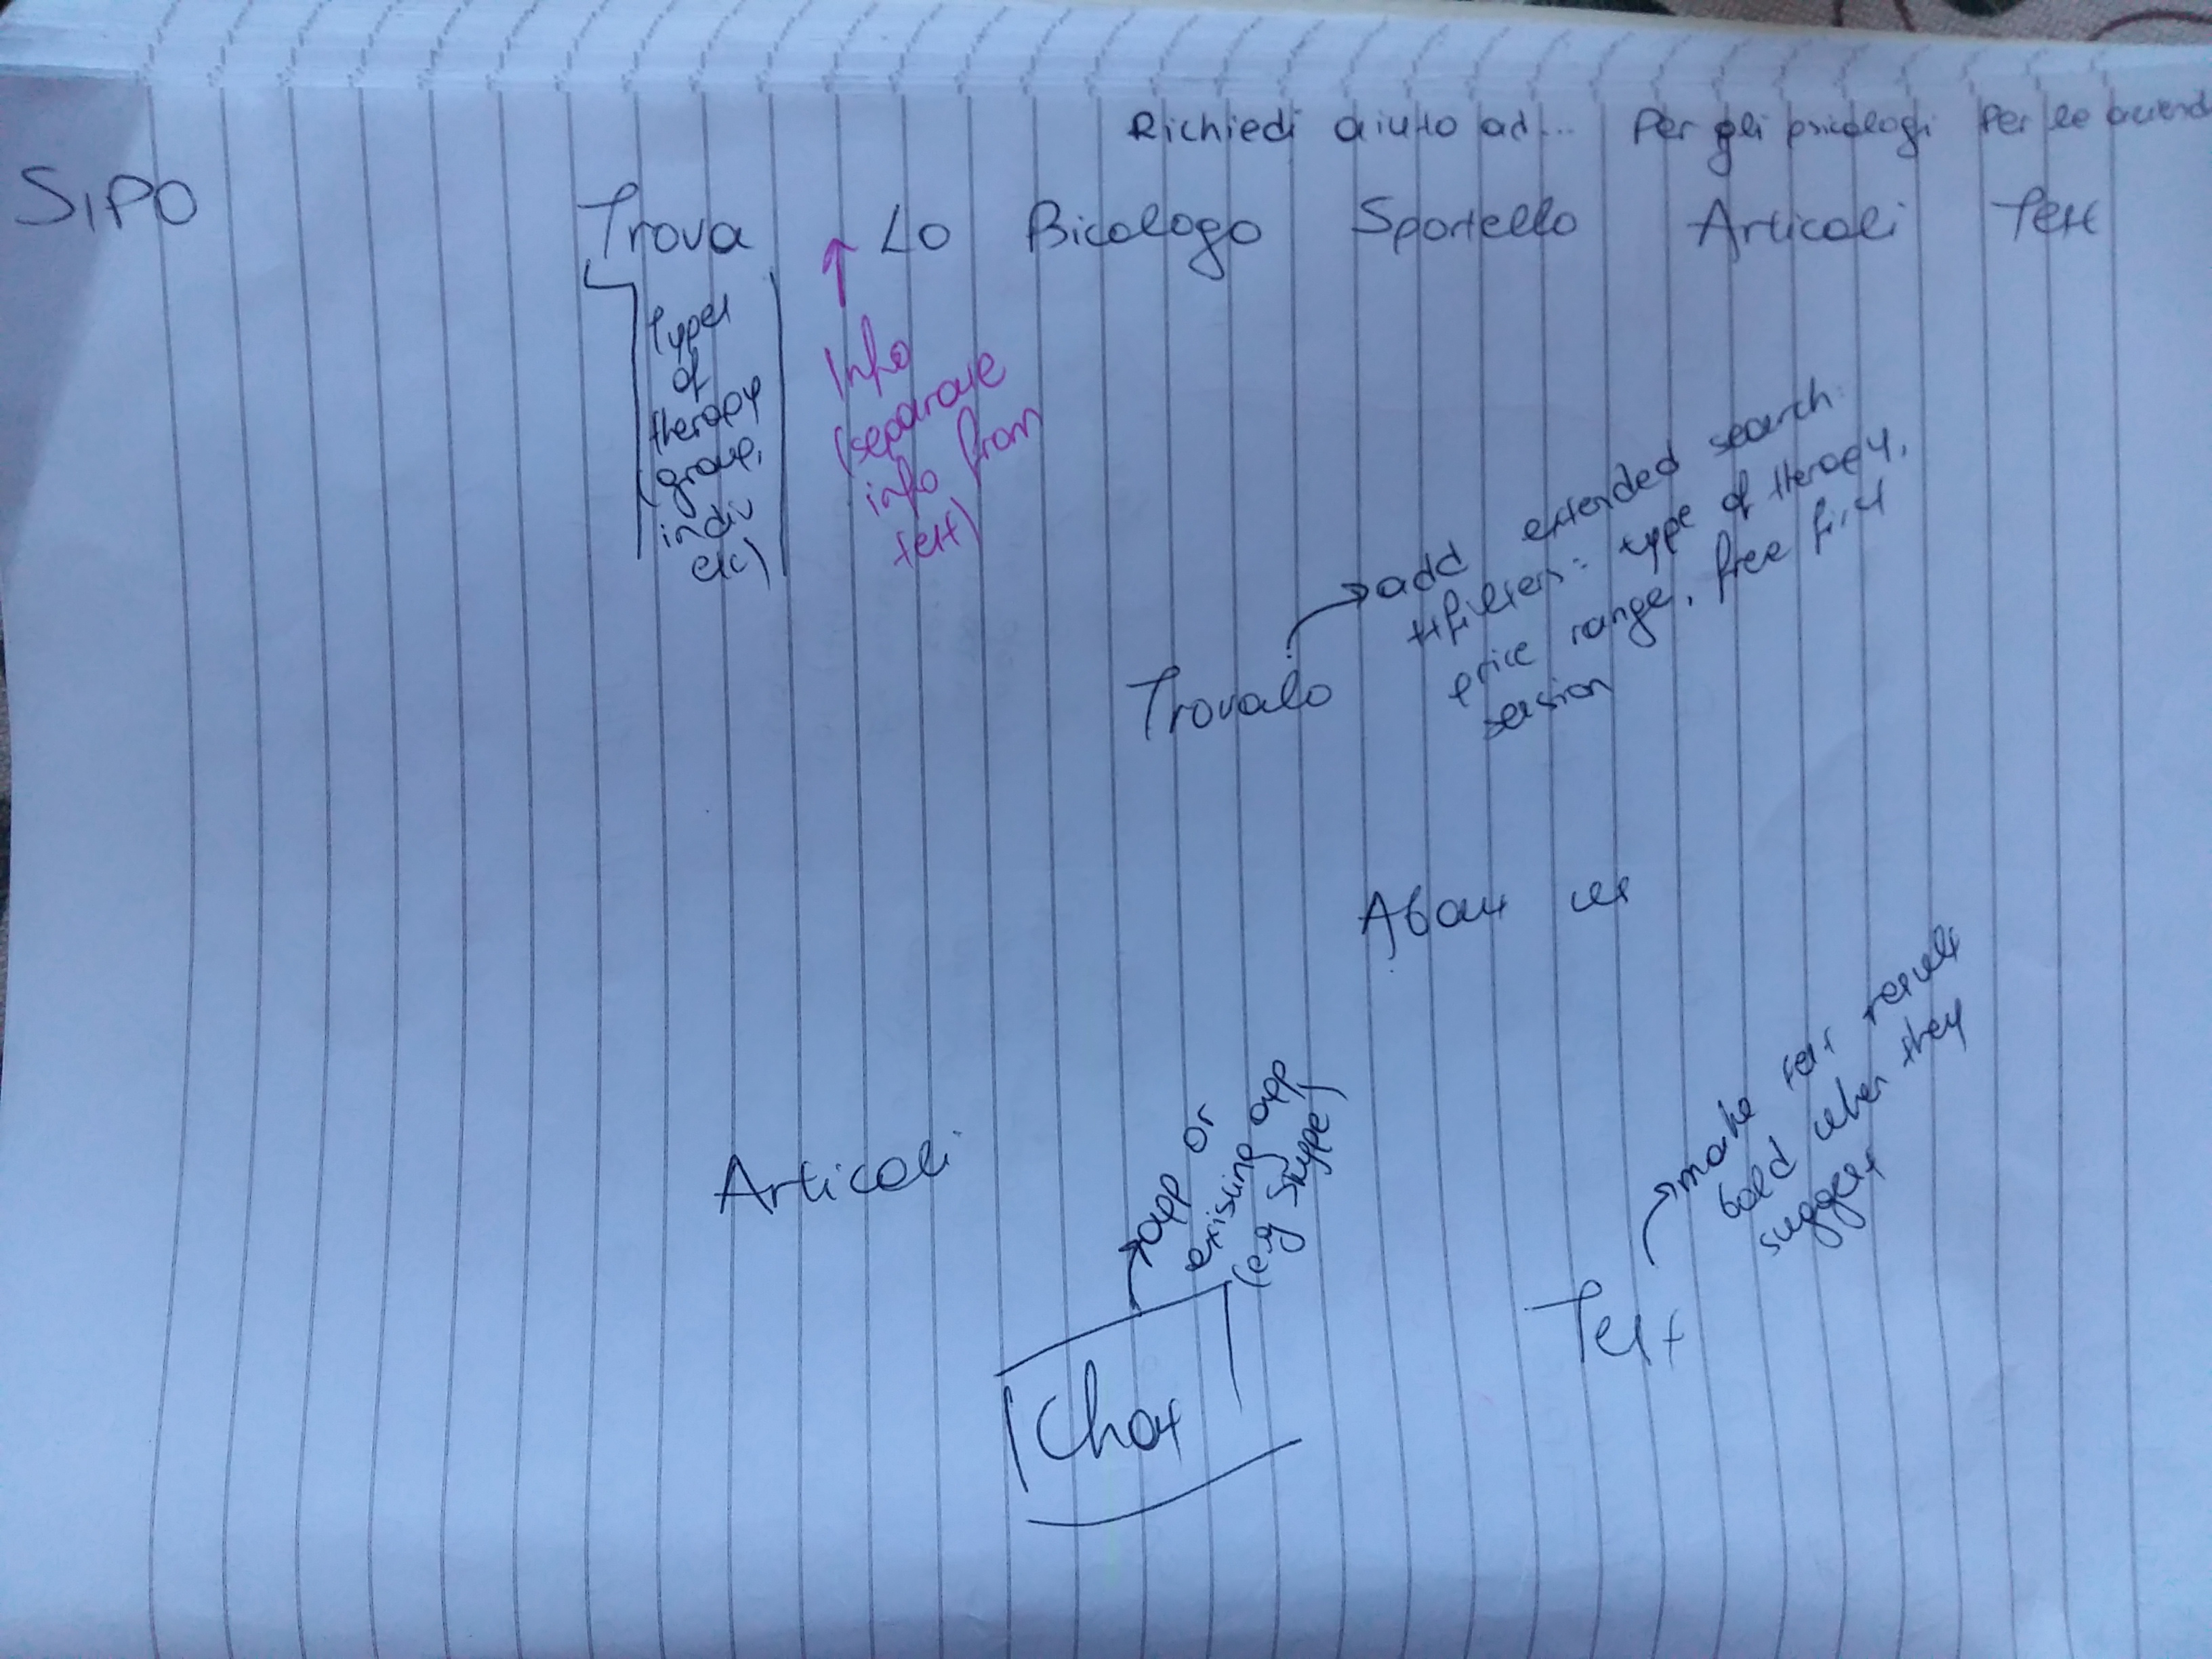 Richiedi aiuto ad... Per gli psicologi Per le
SIPO Trova Lo Psicologo Sportello Articoli Test
Types
of
therapy
(group,
indiv
etc)
Info
(separate
info from
test)
Trovalo
add extended search
+ filters: type of therapy,
price range, free first
session
About us
Articoli
app or
existing app
(e.g Skype)
Chat
Test
make test results
bold when they
suggest